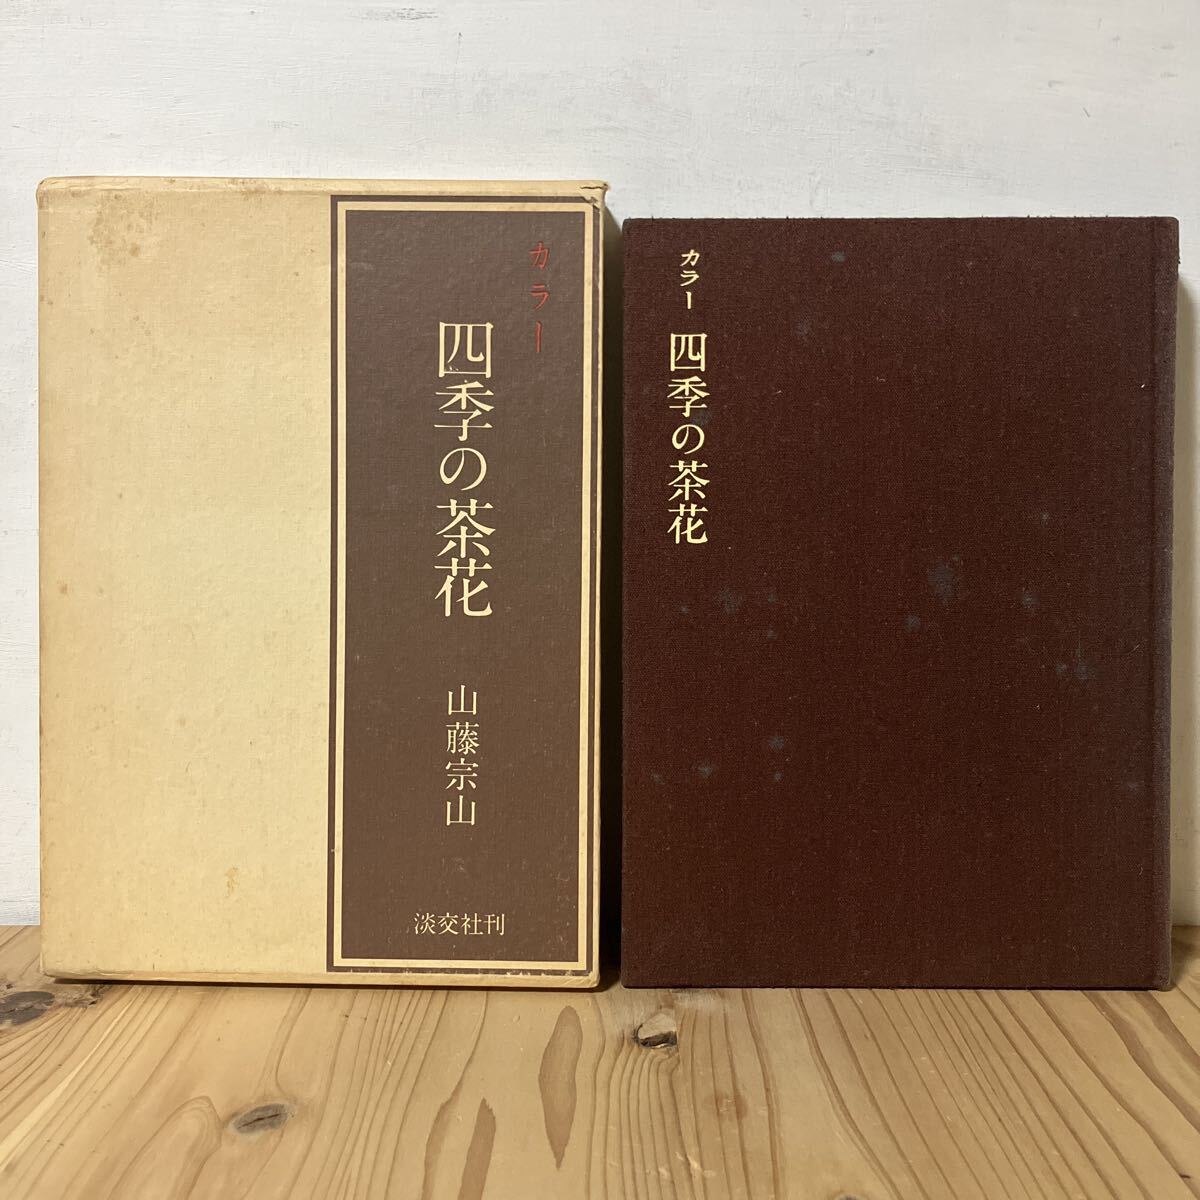 カラー
四季の茶花
山藤宗山
淡交社刊
カラー 四季の茶花